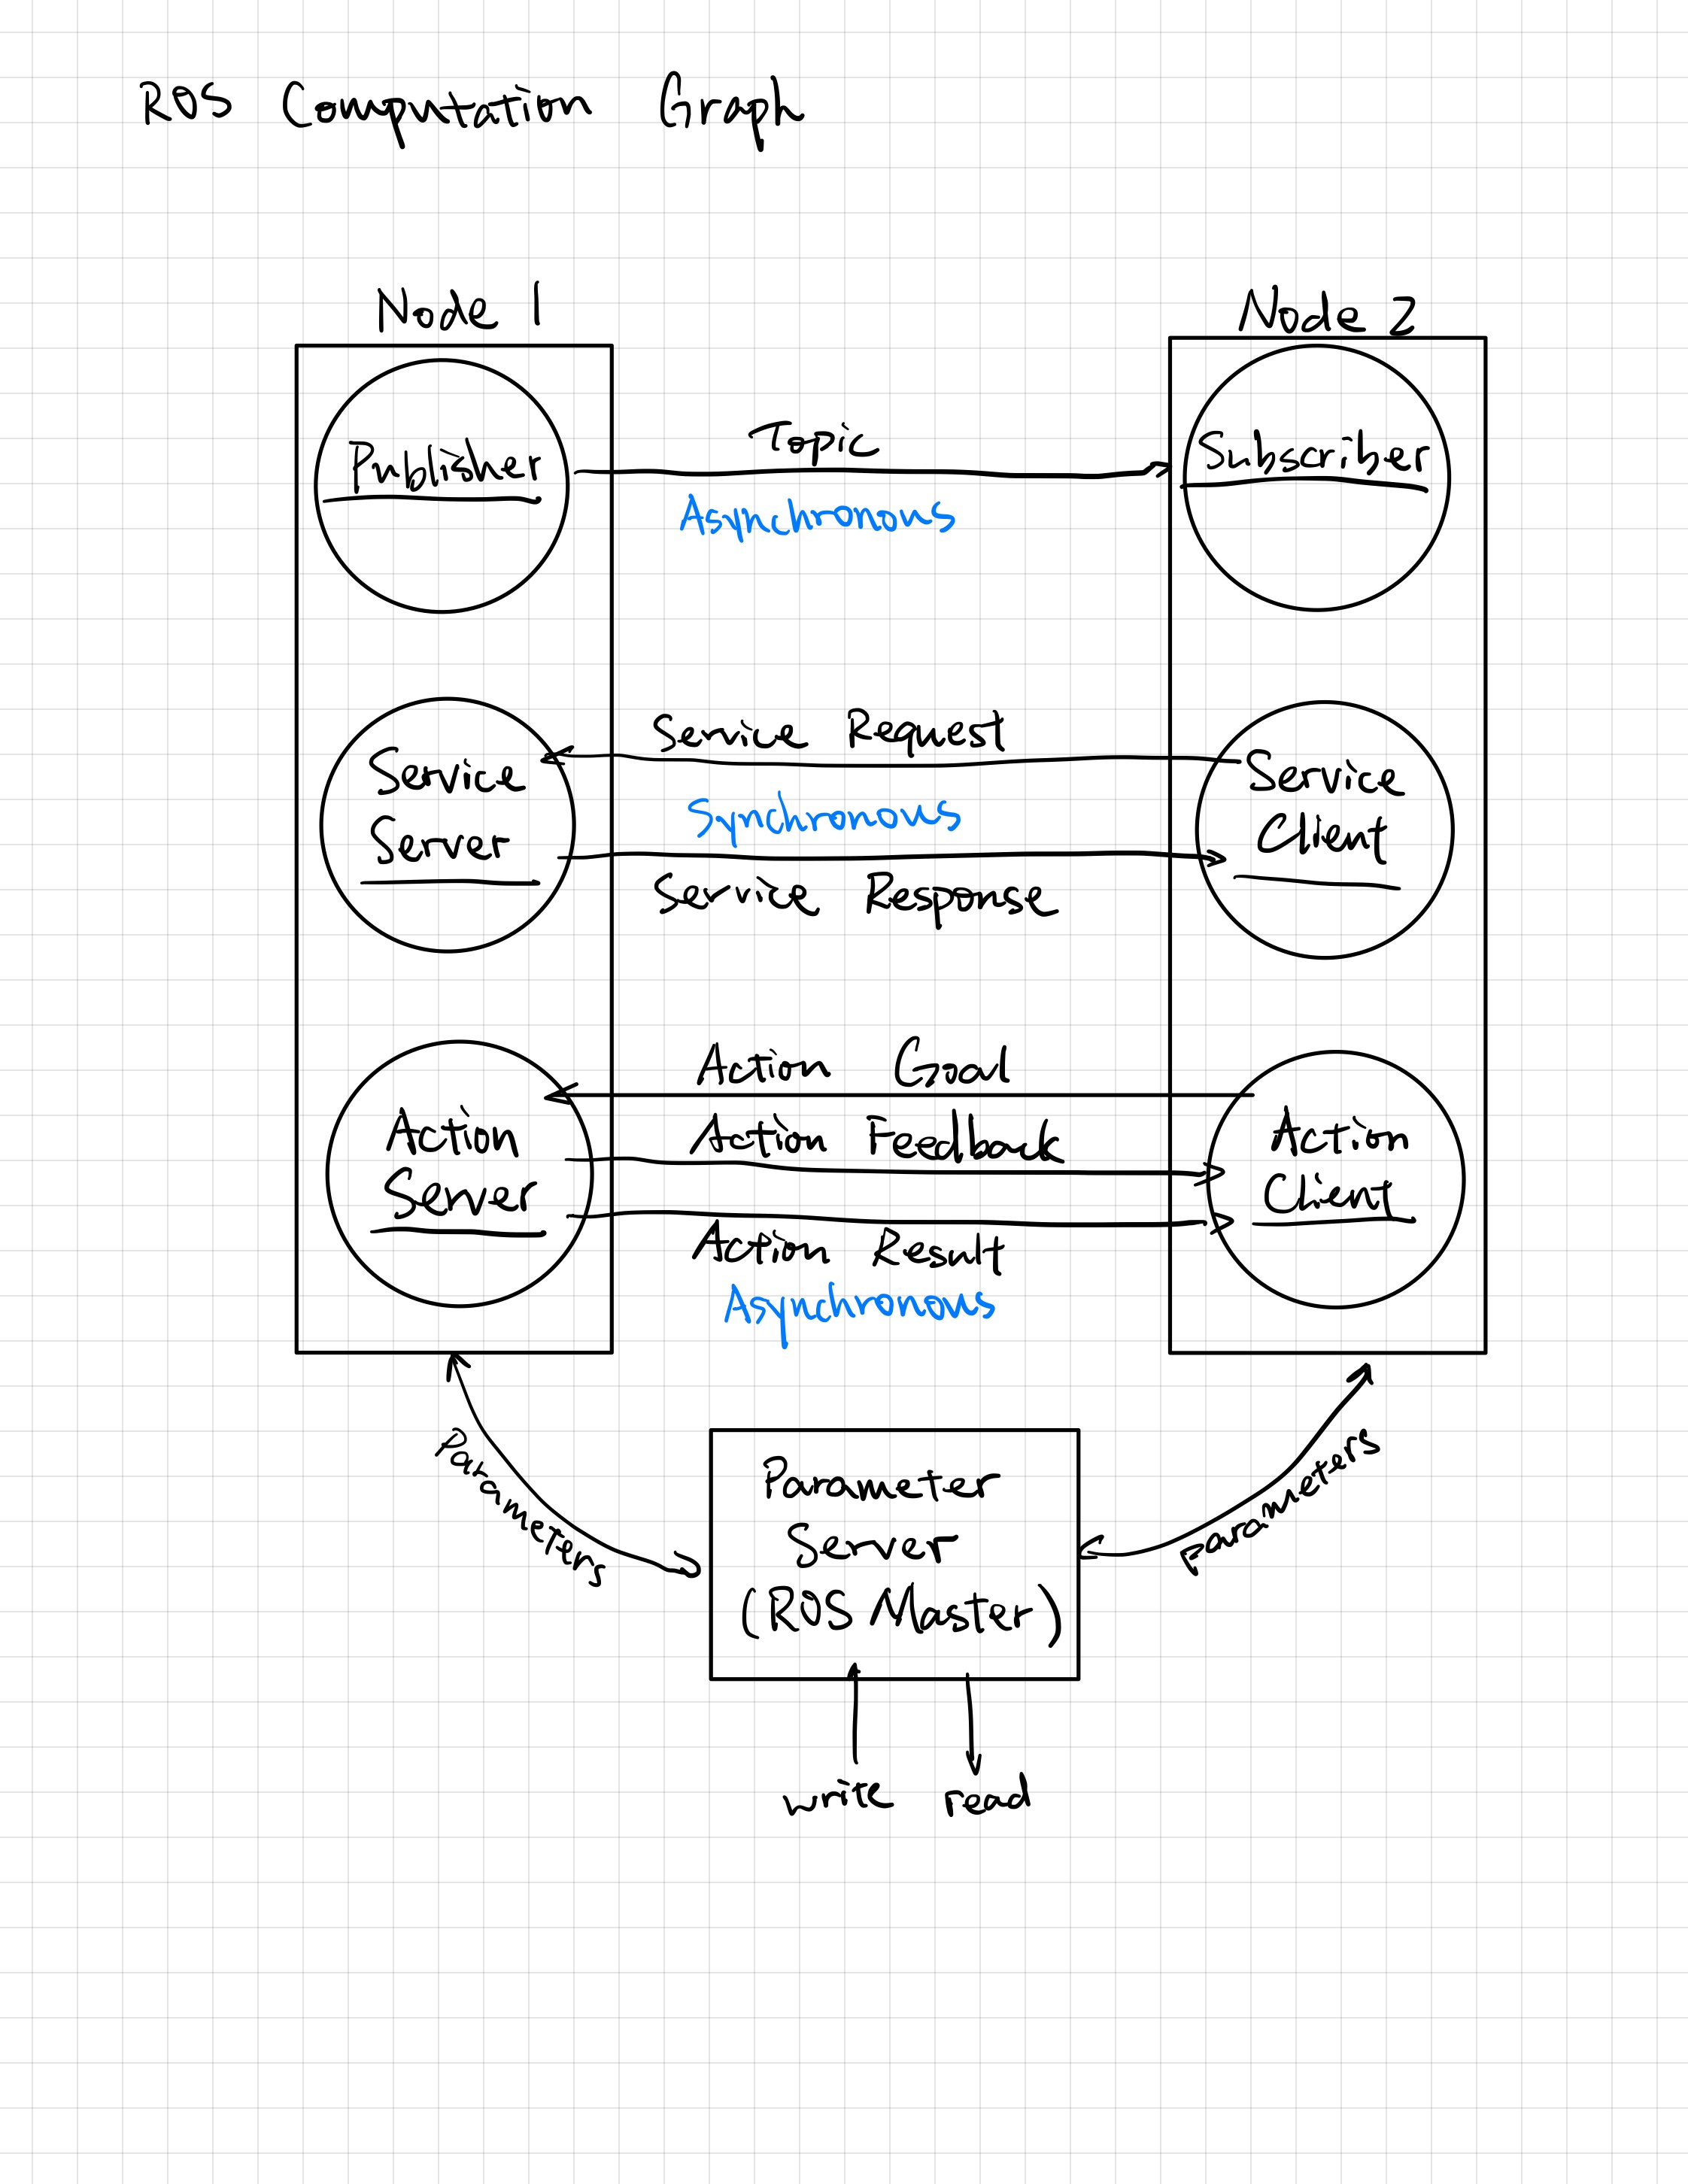 ROS Computation Graph
Node 1
Node 2
Publisher
Topic
Asynchronous
Subscriber
Service
Server
Service Request
Synchronous
Service Response
Service
Client
Action
Server
Action Goal
Action Feedback
Action Result
Asynchronous
Action
Client
Parameters
Parameter
Server
(ROS Master)
Parameters
write
read